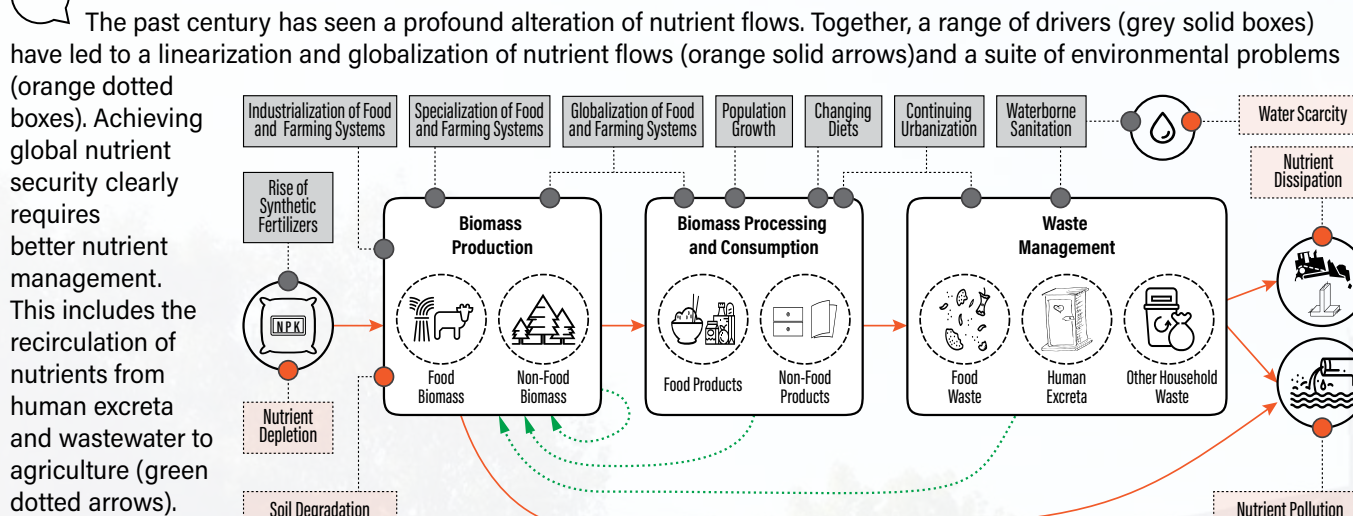 The past century has seen a profound alteration of nutrient flows. Together, a range of drivers (grey solid boxes)
have led to a linearization and globalization of nutrient flows (orange solid arrows)and a suite of environmental problems
(orange dotted
boxes). Achieving
global nutrient
security clearly
requires
better nutrient
management.
This includes the
recirculation of
nutrients from
human excreta
and wastewater to
agriculture (green
dotted arrows).
Industrialization of Food
and Farming Systems
Specialization of Food
and Farming Systems
Globalization of Food
and Farming Systems
Population
Growth
Changing
Diets
Continuing
Urbanization
Waterborne
Sanitation
Water Scarcity
Nutrient
Dissipation
Rise of
Synthetic
Fertilizers
NPK
Nutrient
Depletion
Soil Degradation
Biomass
Production
Food
Biomass
Non-Food
Biomass
Biomass Processing
and Consumption
Food Products
Non-Food
Products
Waste
Management
Food
Waste
Human
Excreta
Other Household
Waste
Nutrient Pollution